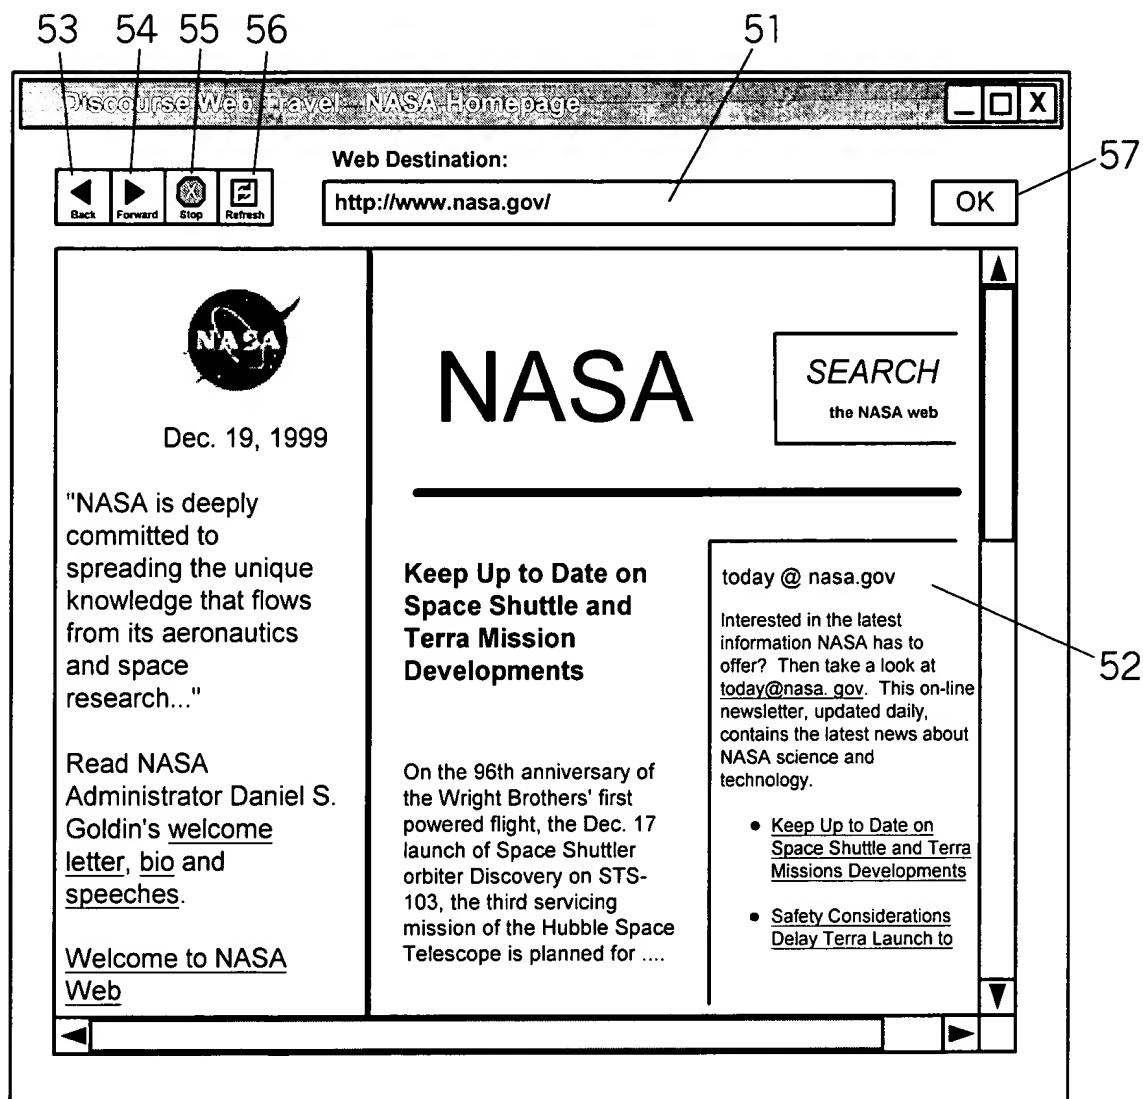 53 54 55 56 51
Discourse Web Travel - NASA Homepage
X
Web Destination:
57
Back Forward Stop Refresh
http://www.nasa.gov/
OK
NASA
Dec. 19, 1999
"NASA is deeply
committed to
spreading the unique
knowledge that flows
from its aeronautics
and space
research..."
Read NASA
Administrator Daniel S.
Goldin's welcome
letter, bio and
speeches.
Welcome to NASA
Web
NASA
SEARCH
the NASA web
Keep Up to Date on
Space Shuttle and
Terra Mission
Developments
On the 96th anniversary of
the Wright Brothers' first
powered flight, the Dec. 17
launch of Space Shuttler
orbiter Discovery on STS-
103, the third servicing
mission of the Hubble Space
Telescope is planned for ....
today @ nasa.gov
Interested in the latest
information NASA has to
offer? Then take a look at
today@nasa. gov. This on-line
newsletter, updated daily,
contains the latest news about
NASA science and
technology.
52
• Keep Up to Date on
Space Shuttle and Terra
Missions Developments
• Safety Considerations
Delay Terra Launch to